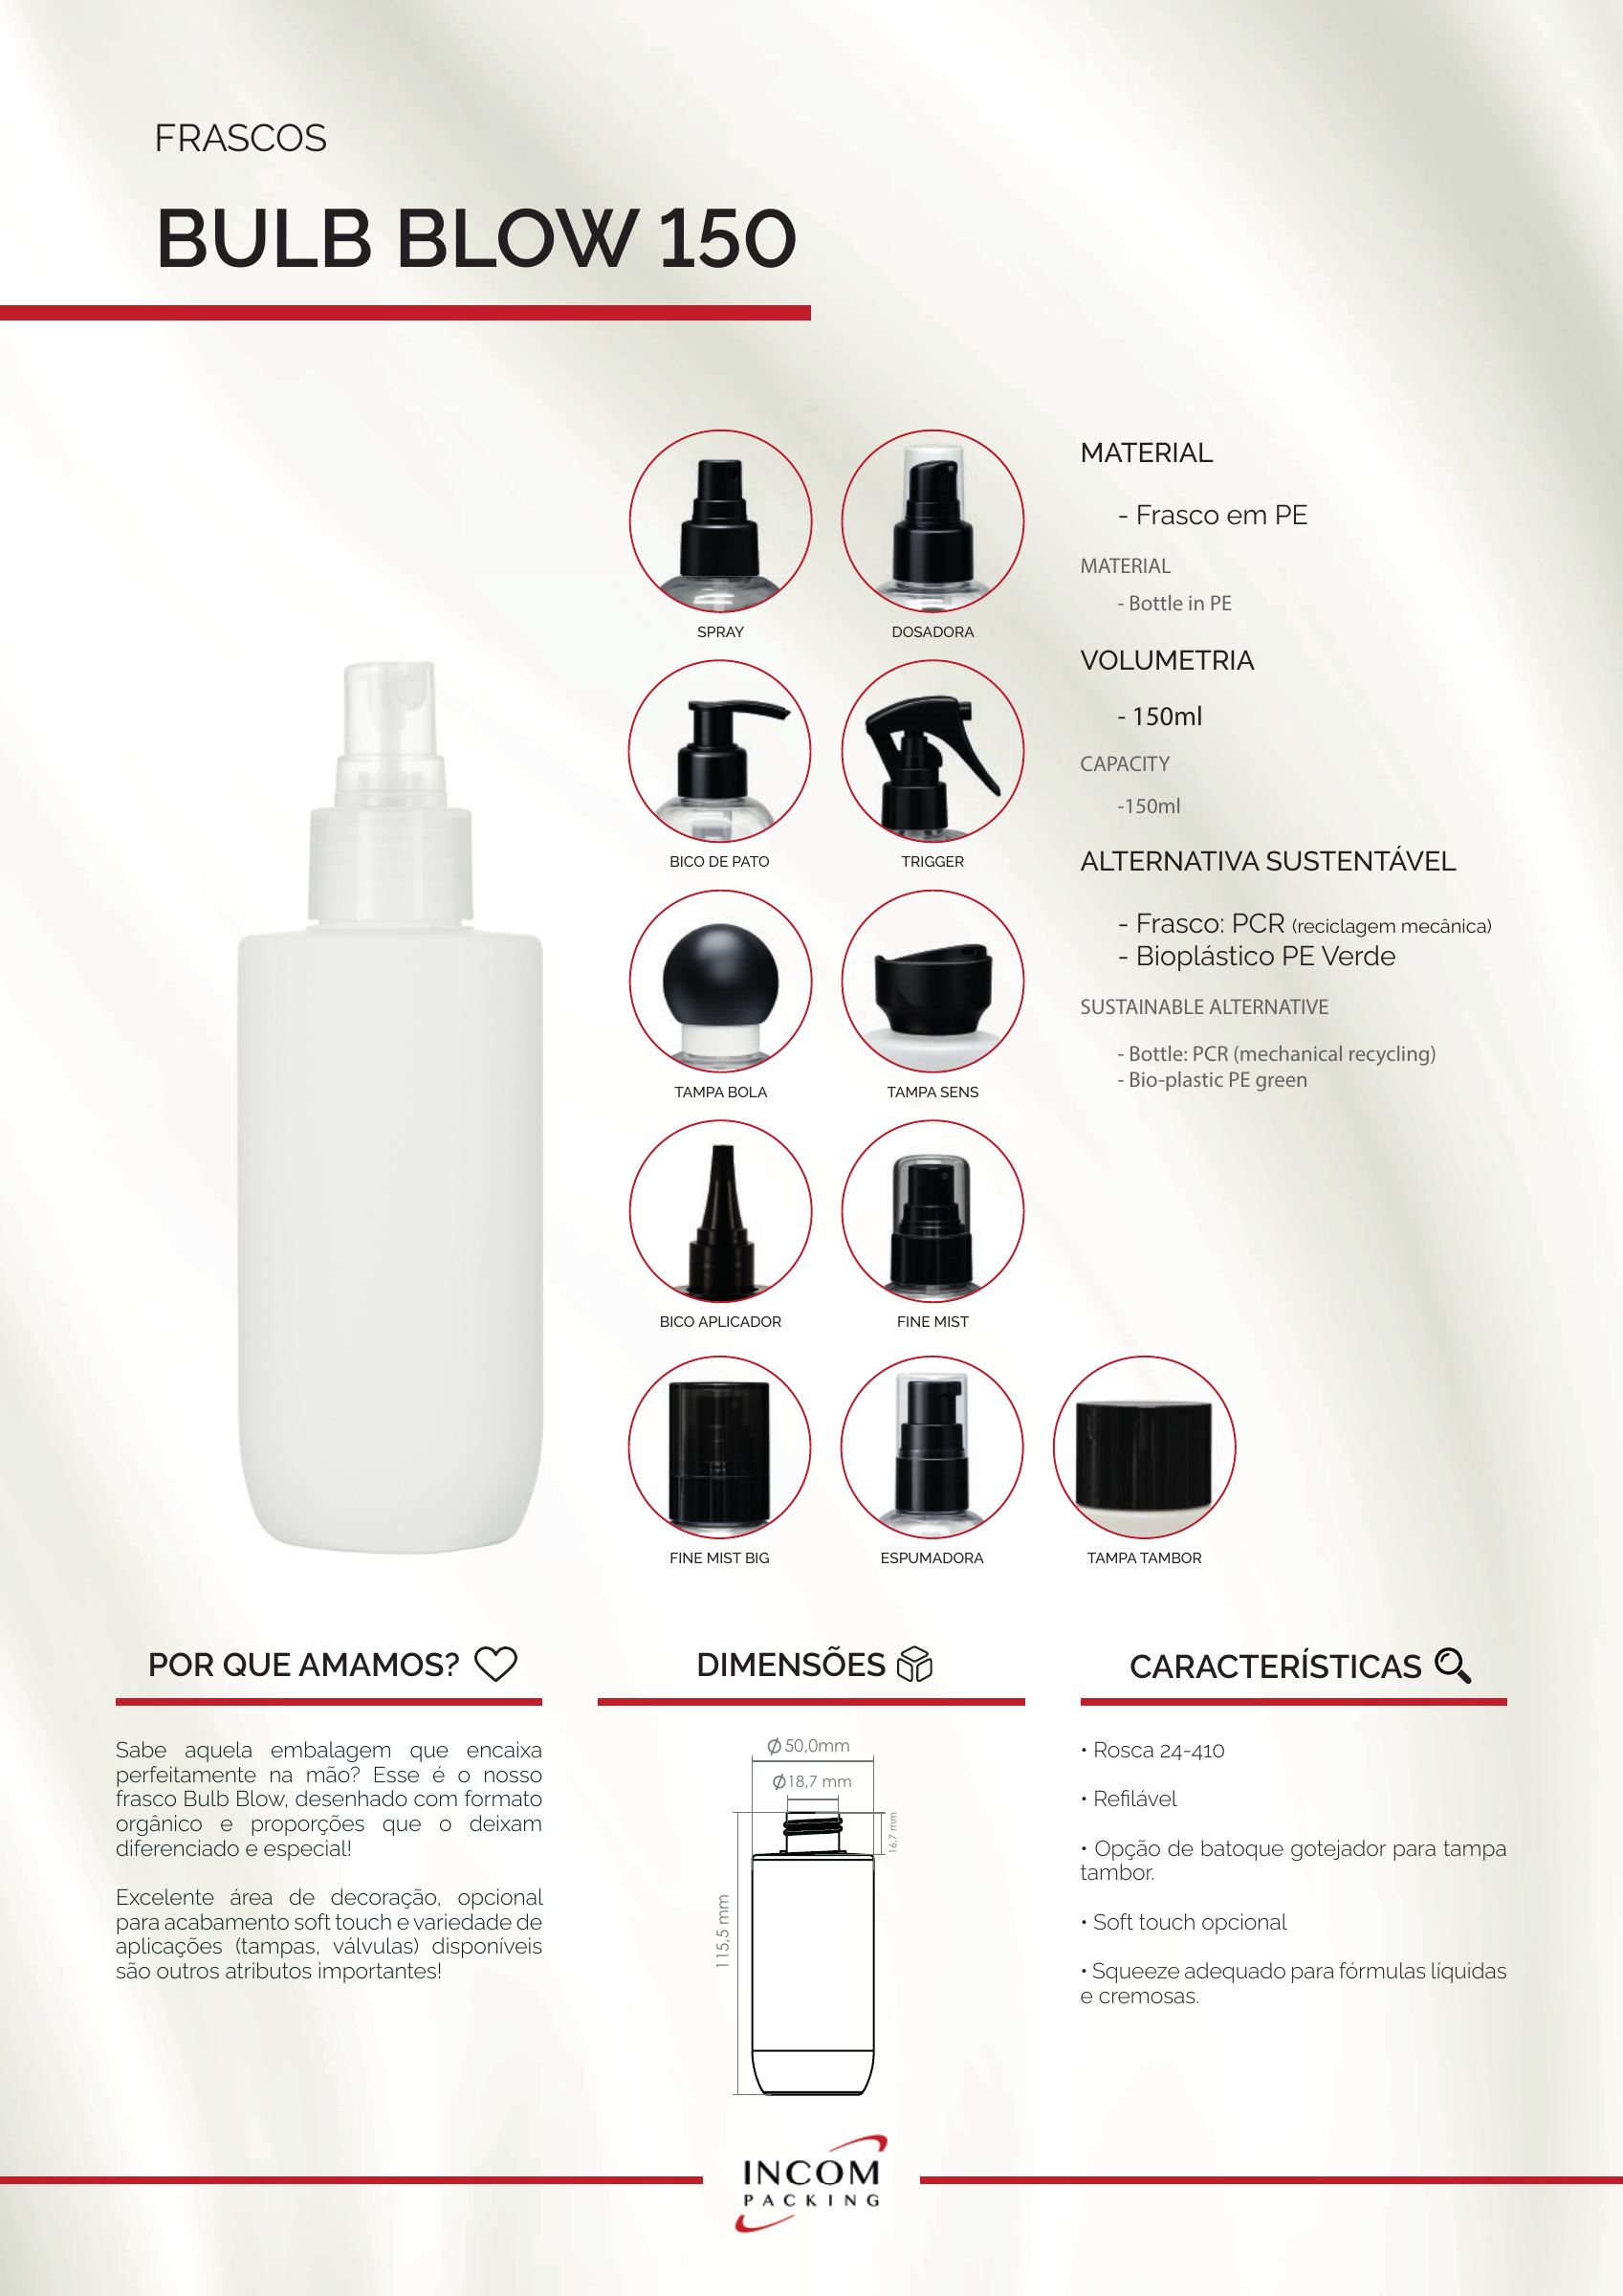 FRASCOS
BULB BLOW 150
SPRAY
DOSADORA
BICO DE PATO
TRIGGER
TAMPA BOLA
TAMPA SENS
BICO APLICADOR
FINE MIST
FINE MIST BIG
ESPUMADORA
TAMPA TAMBOR
MATERIAL
- Frasco em PE
MATERIAL
- Bottle in PE
VOLUMETRIA
- 150ml
CAPACITY
-150ml
ALTERNATIVA SUSTENTÁVEL
- Frasco: PCR (reciclagem mecânica)
- Bioplástico PE Verde
SUSTAINABLE ALTERNATIVE
- Bottle: PCR (mechanical recycling)
- Bio-plastic PE green
POR QUE AMAMOS?
Sabe aquela embalagem que encaixa
perfeitamente na mão? Esse é o nosso
frasco Bulb Blow, desenhado com formato
orgânico e proporções que o deixam
diferenciado e especial!
Excelente área de decoração, opcional
para acabamento soft touch e variedade de
aplicações (tampas, válvulas) disponíveis
são outros atributos importantes!
DIMENSÕES
Ø 50,0mm
Ø18,7 mm
16,7 mm
115,5 mm
CARACTERÍSTICAS
• Rosca 24-410
• Refilável
• Opção de batoque gotejador para tampa
tambor.
• Soft touch opcional
• Squeeze adequado para fórmulas líquidas
e cremosas.
INCOM
PACKING